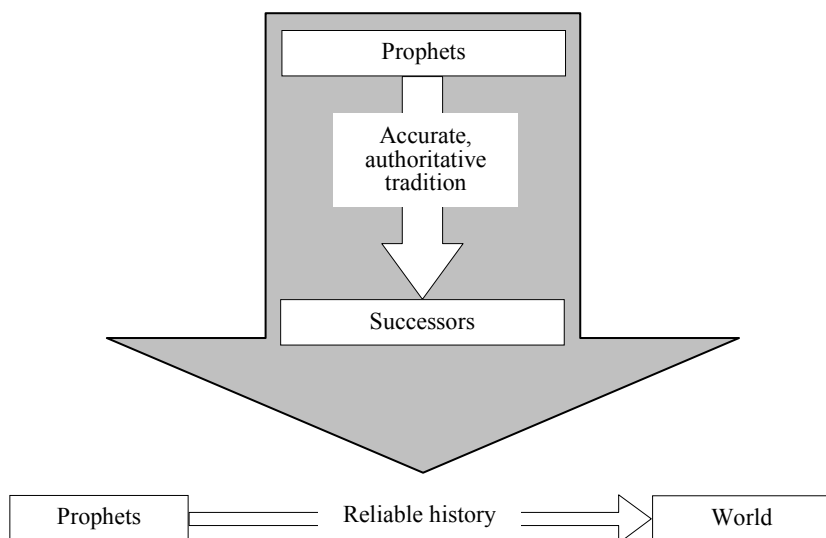 Prophets
Accurate,
authoritative
tradition
Successors
Prophets
Reliable history
World